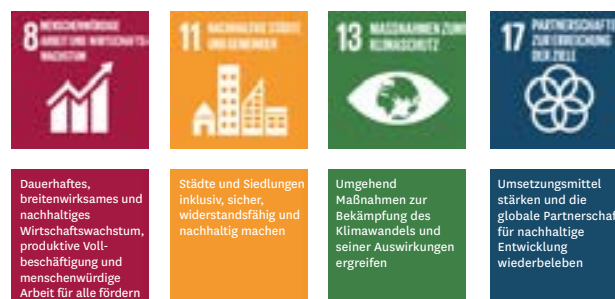 8 MENSCHENWÜRDIGE
ARBEIT UND WIRTSCHAFTS-
WACHSTUM
11 NACHHALTIGE STÄDTE
UND GEMEINDEN
13 MASSNAHMEN ZUM
KLIMASCHUTZ
17 PARTNERSCHAFTE
ZUR ERREICHUNG
DER ZIELE
Dauerhaftes,
breitenwirksames und
nachhaltiges
Wirtschaftswachstum,
produktive Voll-
beschäftigung und
menschenwürdige
Arbeit für alle fördern
Städte und Siedlungen
inklusiv, sicher,
widerstandsfähig und
nachhaltig machen
Umgehend
Maßnahmen zur
Bekämpfung des
Klimawandels und
seiner Auswirkungen
ergreifen
Umsetzungsmittel
stärken und die
globale Partnerschaf
für nachhaltige
Entwicklung
wiederbeleben